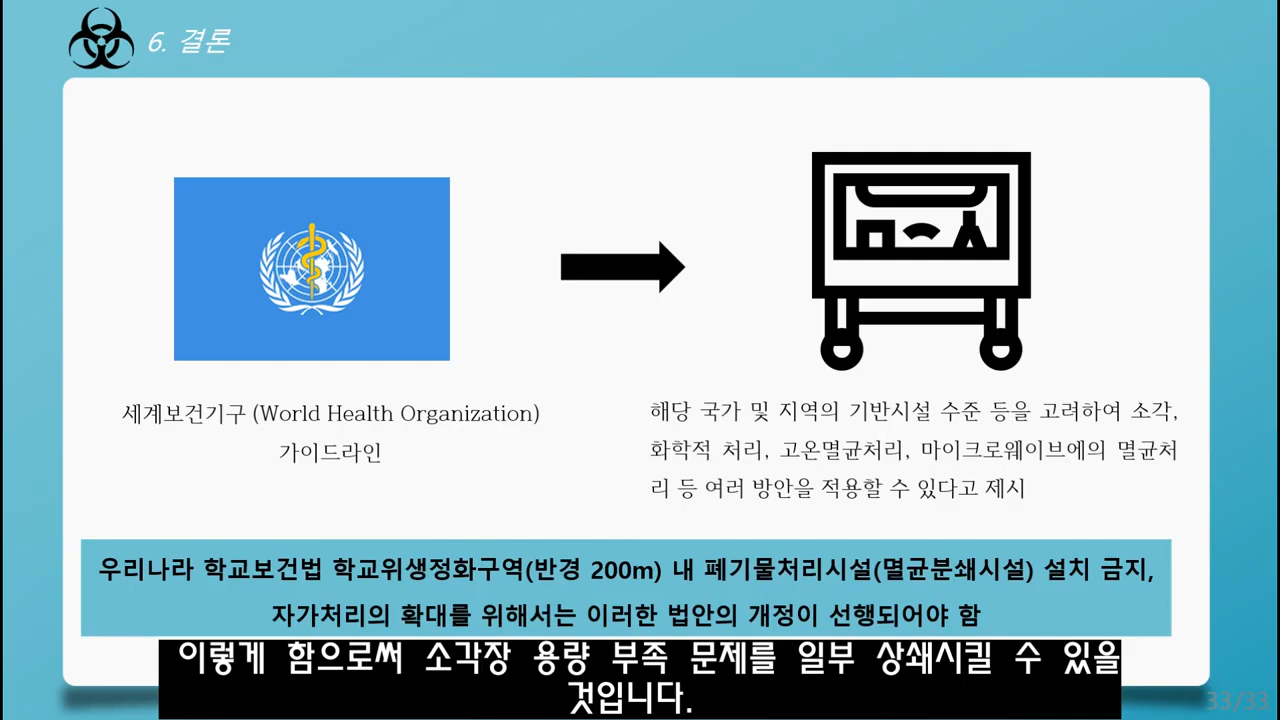 6. 결론
세계보건기구 (World Health Organization)
가이드라인
해당 국가 및 지역의 기반시설 수준 등을 고려하여 소각,
화학적 처리, 고온멸균처리, 마이크로웨이브에의 멸균처
리 등 여러 방안을 적용할 수 있다고 제시
우리나라 학교보건법 학교위생정화구역(반경 200m) 내 폐기물처리시설(멸균분쇄시설) 설치 금지,
자가처리의 확대를 위해서는 이러한 법안의 개정이 선행되어야 함
이렇게 함으로써 소각장 용량 부족 문제를 일부 상쇄시킬 수 있을
것입니다.
33/33